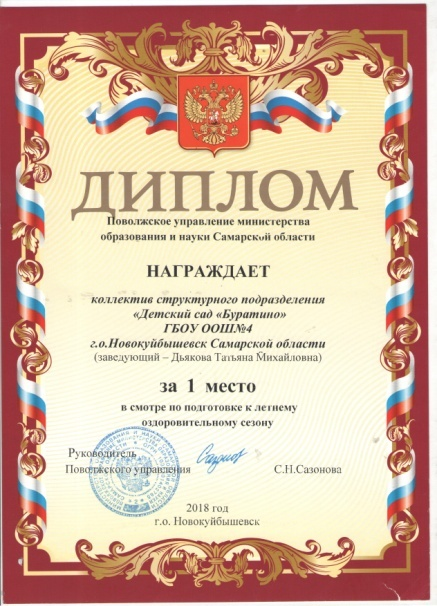 ДИПЛОМ
Поволжское управление министерства
образования и науки Самарской области
НАГРАЖДАЕТ
коллектив структурного подразделения
«Детский сад «Буратино»
ГБОУ ООШ№4
г.о.Новокуйбышевск Самарской области
(заведующий – Дьякова Татьяна Михайловна)
за 1 место
в смотре по подготовке к летнему
оздоровительному сезону
Руководитель
Поволжского управления С.Н.Сазонова
2018 год
г.о. Новокуйбышевск